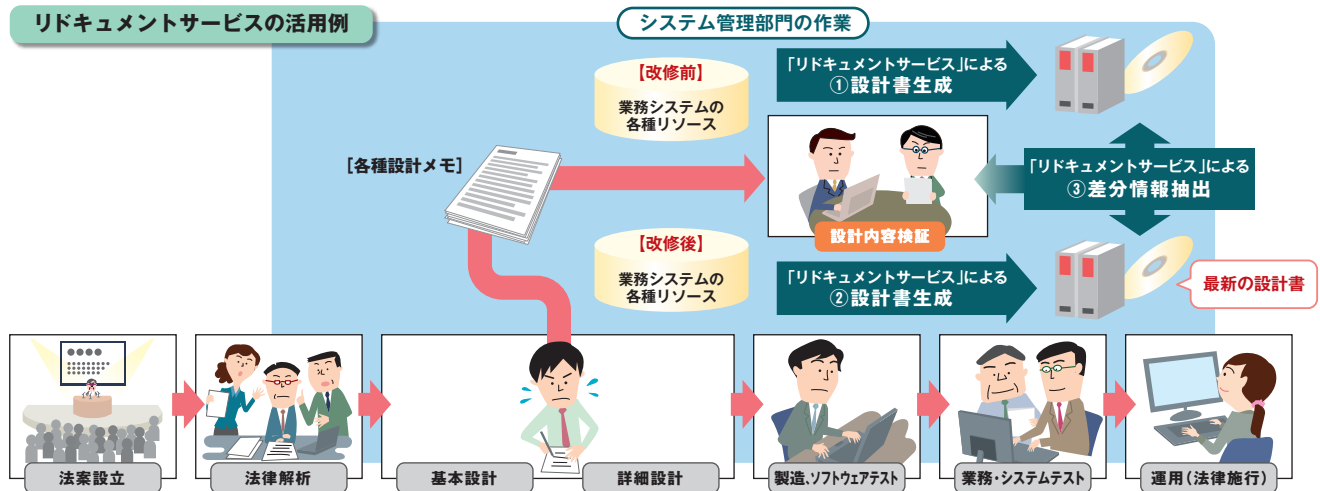 リドキュメントサービスの活用例
システム管理部門の作業
【改修前】
業務システムの
各種リソース
「リドキュメントサービス」による
①設計書生成
[各種設計メモ]
設計内容検証
「リドキュメントサービス」による
③差分情報抽出
【改修後】
業務システムの
各種リソース
「リドキュメントサービス」による
②設計書生成
最新の設計書
法案設立
法律解析
基本設計
詳細設計
製造、ソフトウェアテスト
業務・システムテスト
運用(法律施行)